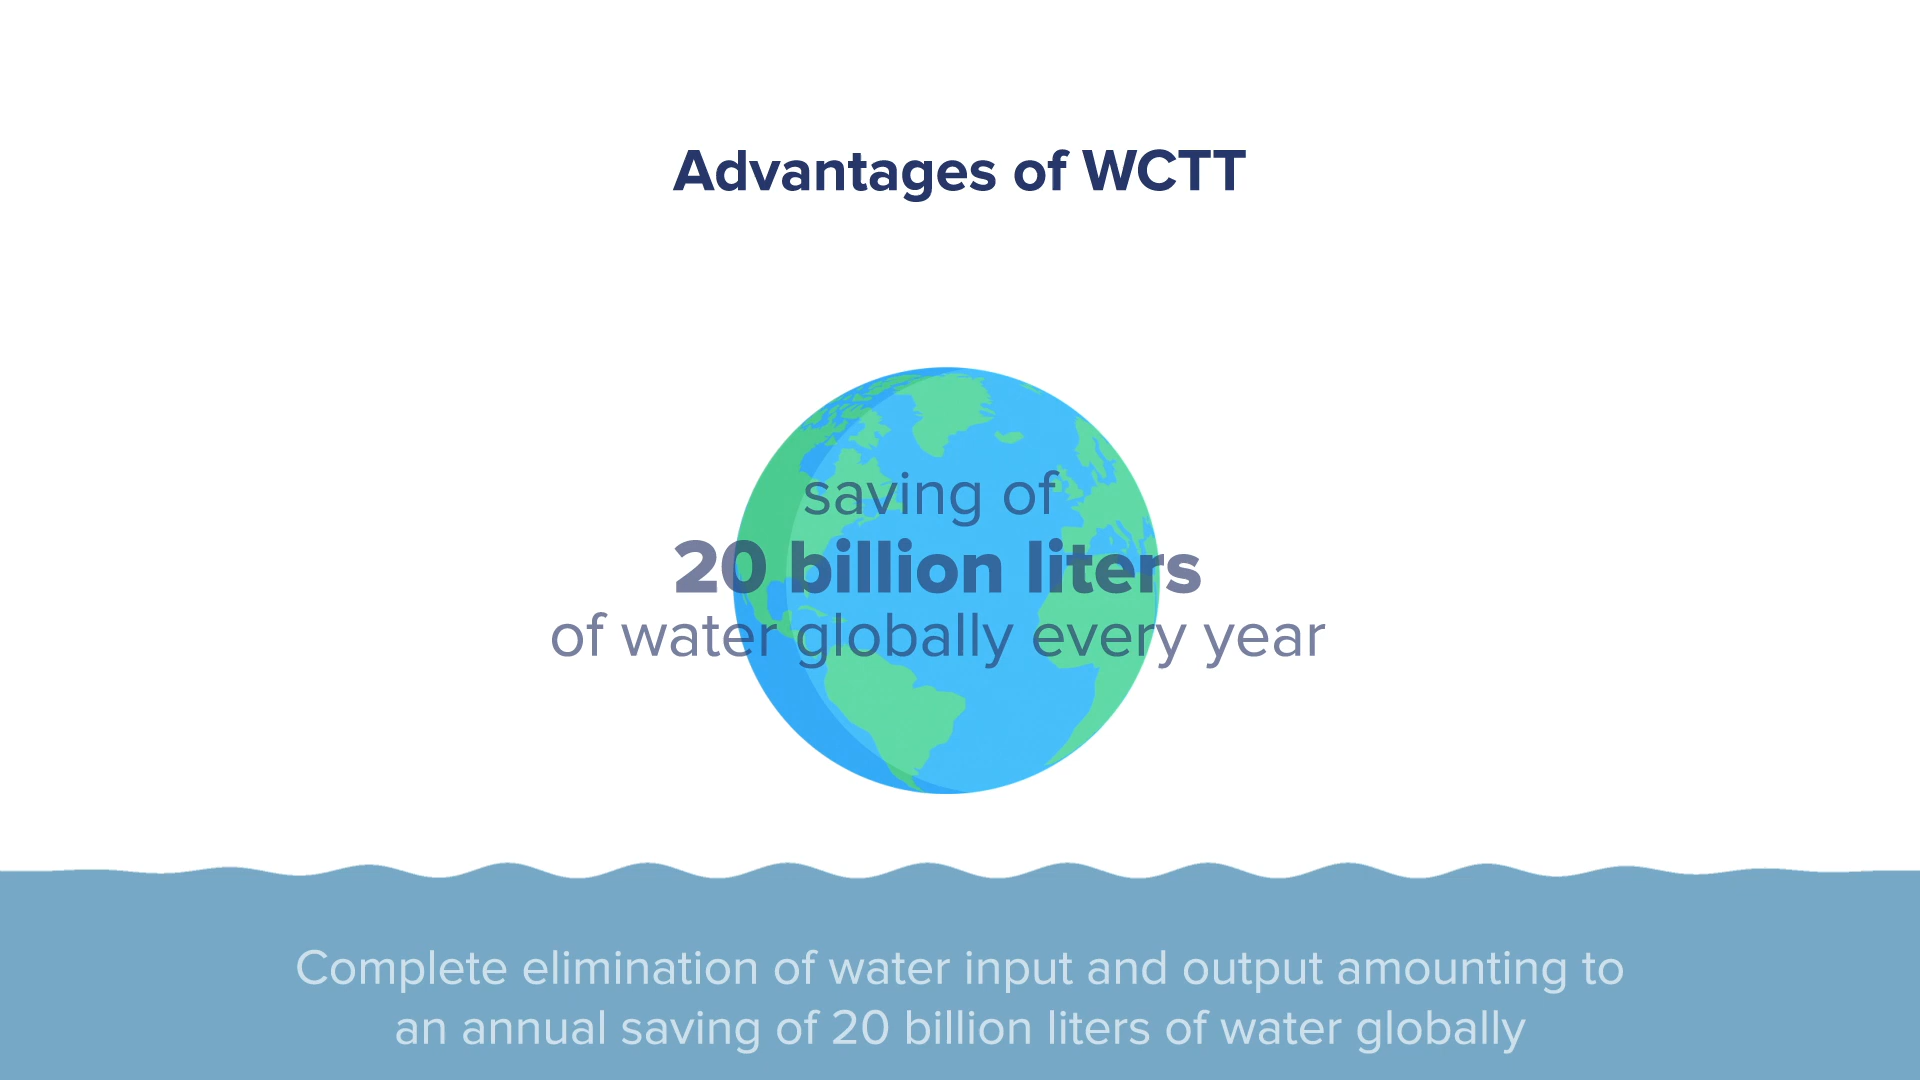 Advantages of WCTT
saving of
20 billion liters
of water globally every year
Complete elimination of water input and output amounting to
an annual saving of 20 billion liters of water globally